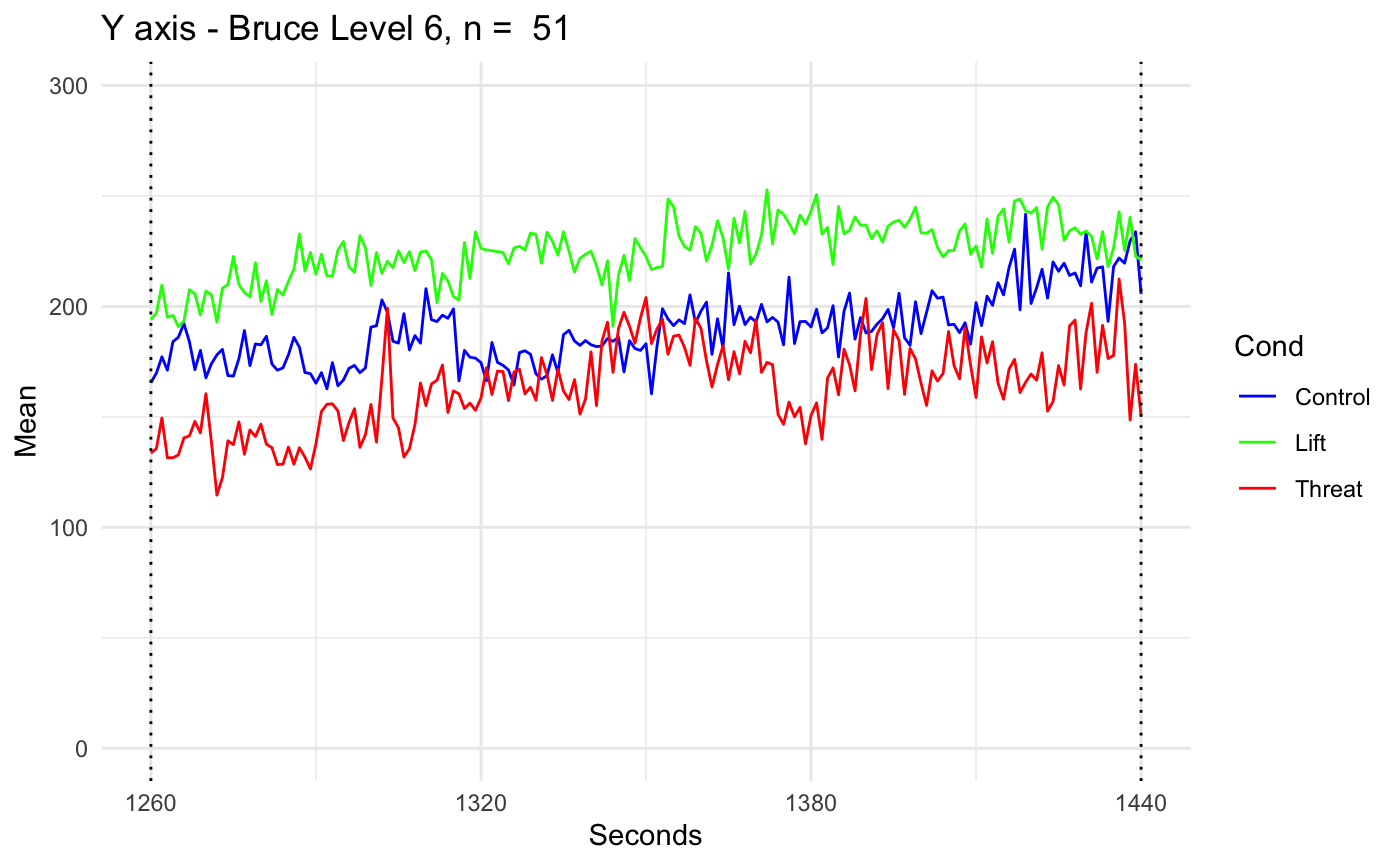 Y axis - Bruce Level 6, n =  51
300
200
100
0
Mean
1260
1320
1380
1440
Seconds
Cond
Control
Lift
Threat